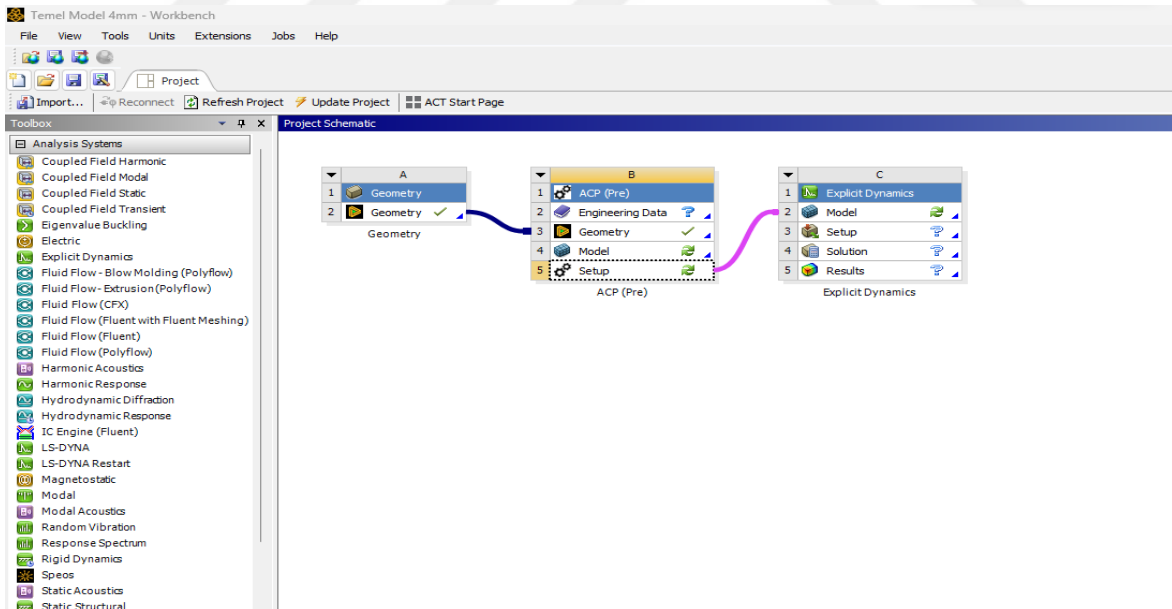 Temel Model 4mm - Workbench
File View Tools Units Extensions Jobs Help
Project
Import... Reconnect Refresh Project Update Project ACT Start Page
Toolbox
Project Schematic
Analysis Systems
Coupled Field Harmonic
Coupled Field Modal
Coupled Field Static
Coupled Field Transient
Eigenvalue Buckling
Electric
Explicit Dynamics
Fluid Flow - Blow Molding (Polyflow)
Fluid Flow - Extrusion (Polyflow)
Fluid Flow (CFX)
Fluid Flow (Fluent with Fluent Meshing)
Fluid Flow (Fluent)
Fluid Flow (Polyflow)
Harmonic Acoustics
Harmonic Response
Hydrodynamic Diffraction
Hydrodynamic Response
IC Engine (Fluent)
LS-DYNA
LS-DYNA Restart
Magnetostatic
Modal
Modal Acoustics
Random Vibration
Response Spectrum
Rigid Dynamics
Speos
Static Acoustics
Static Structural
A
1 Geometry
2 Geometry
Geometry
B
1 ACP (Pre)
2 Engineering Data
3 Geometry
4 Model
5 Setup
ACP (Pre)
C
1 Explicit Dynamics
2 Model
3 Setup
4 Solution
5 Results
Explicit Dynamics